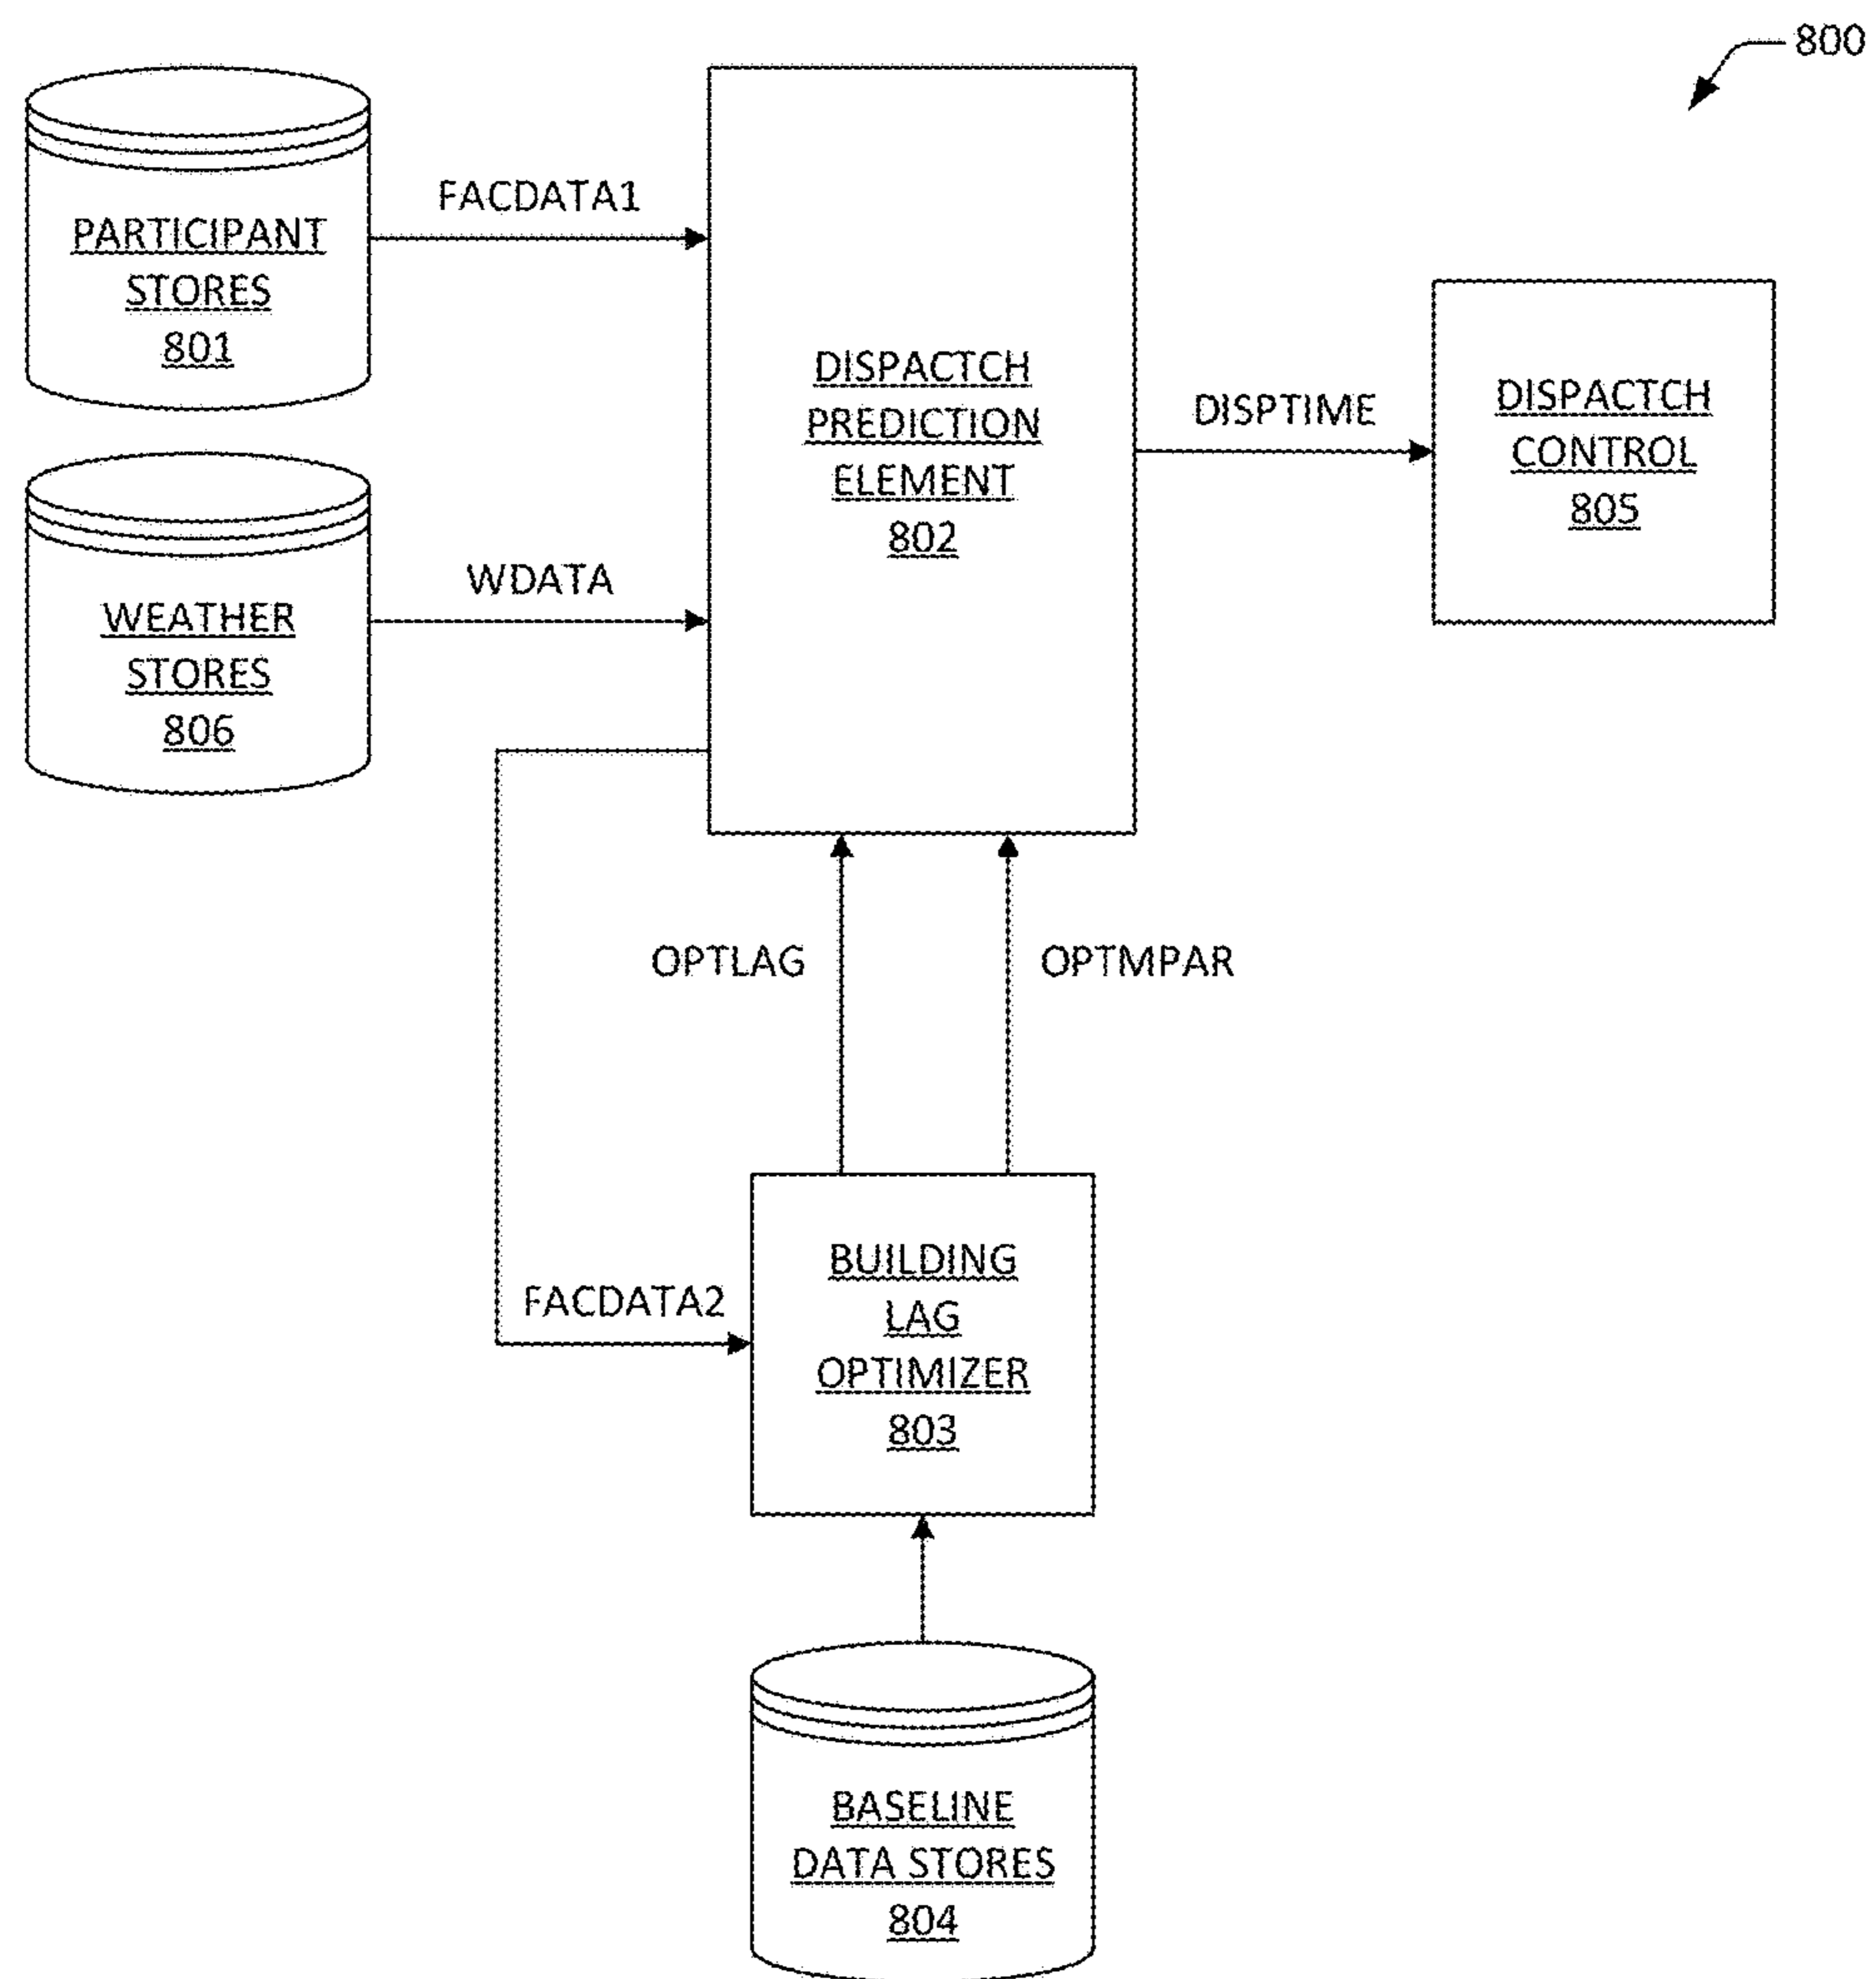 800
PARTICIPANT
STORES
801
FACDATA1
DISPACTCH
PREDICTION
ELEMENT
802
DISPTIME
DISPACTCH
CONTROL
805
WEATHER
STORES
806
WDATA
OPTLAG
OPTMPAR
FACDATA2
BUILDING
LAG
OPTIMIZER
803
BASELINE
DATA STORES
804